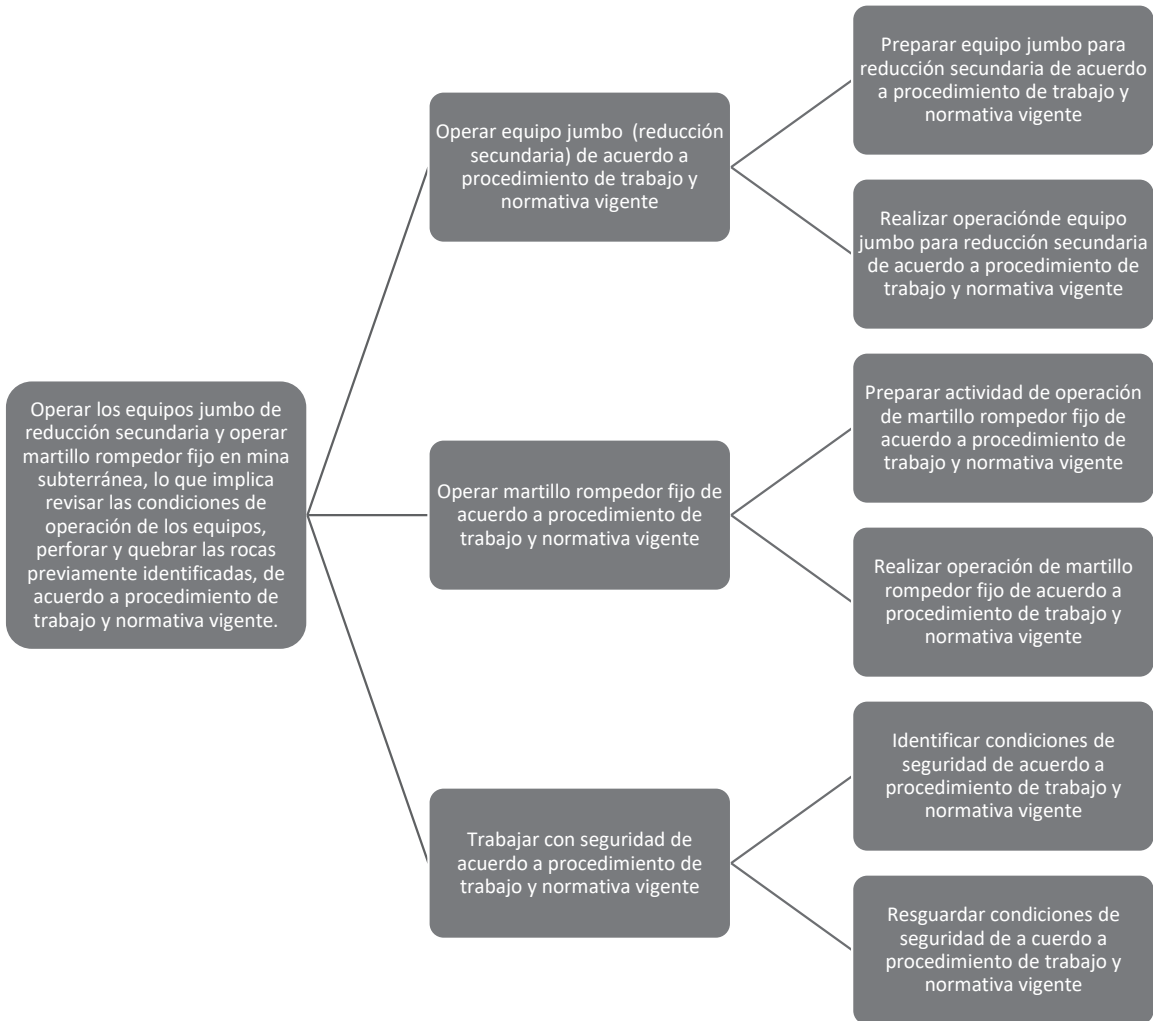 Operar los equipos jumbo de
reducción secundaria y operar
martillo rompedor fijo en mina
subterránea, lo que implica
revisar las condiciones de
operación de los equipos,
perforar y quebrar las rocas
previamente identificadas, de
acuerdo a procedimiento de
trabajo y normativa vigente.
Operar equipo jumbo (reducción
secundaria) de acuerdo a
procedimiento de trabajo y
normativa vigente
Preparar equipo jumbo para
reducción secundaria de acuerdo
a procedimiento de trabajo y
normativa vigente
Realizar operaciónde equipo
jumbo para reducción secundaria
de acuerdo a procedimiento de
trabajo y normativa vigente
Operar martillo rompedor fijo de
acuerdo a procedimiento de
trabajo y normativa vigente
Preparar actividad de operación
de martillo rompedor fijo de
acuerdo a procedimiento de
trabajo y normativa vigente
Realizar operación de martillo
rompedor fijo de acuerdo a
procedimiento de trabajo y
normativa vigente
Trabajar con seguridad de
acuerdo a procedimiento de
trabajo y normativa vigente
Identificar condiciones de
seguridad de acuerdo a
procedimiento de trabajo y
normativa vigente
Resguardar condiciones de
seguridad de a cuerdo a
procedimiento de trabajo y
normativa vigente